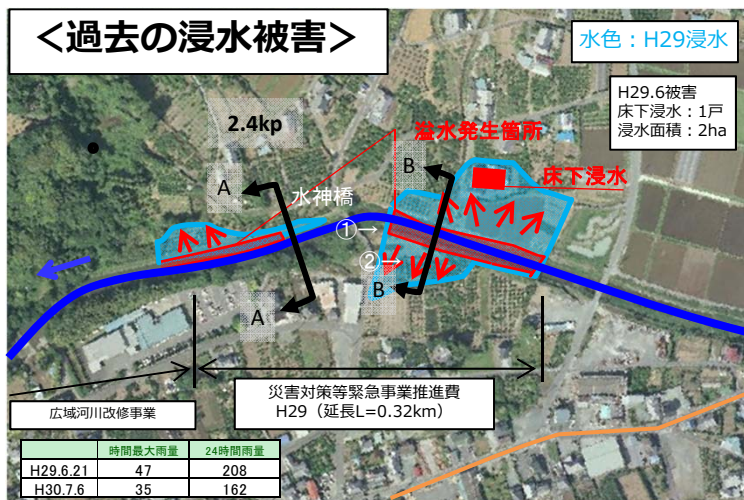 ＜過去の浸水被害＞
水色：H29浸水
H29.6被害
床下浸水：1戸
浸水面積：2ha
2.4kp
溢水発生箇所
B
床下浸水
A
水神橋
①→
②→
B
A
災害対策等緊急事業推進費
H29（延長L=0.32km）
広域河川改修事業
時間最大雨量 24時間雨量
H29.6.21 47 208
H30.7.6 35 162